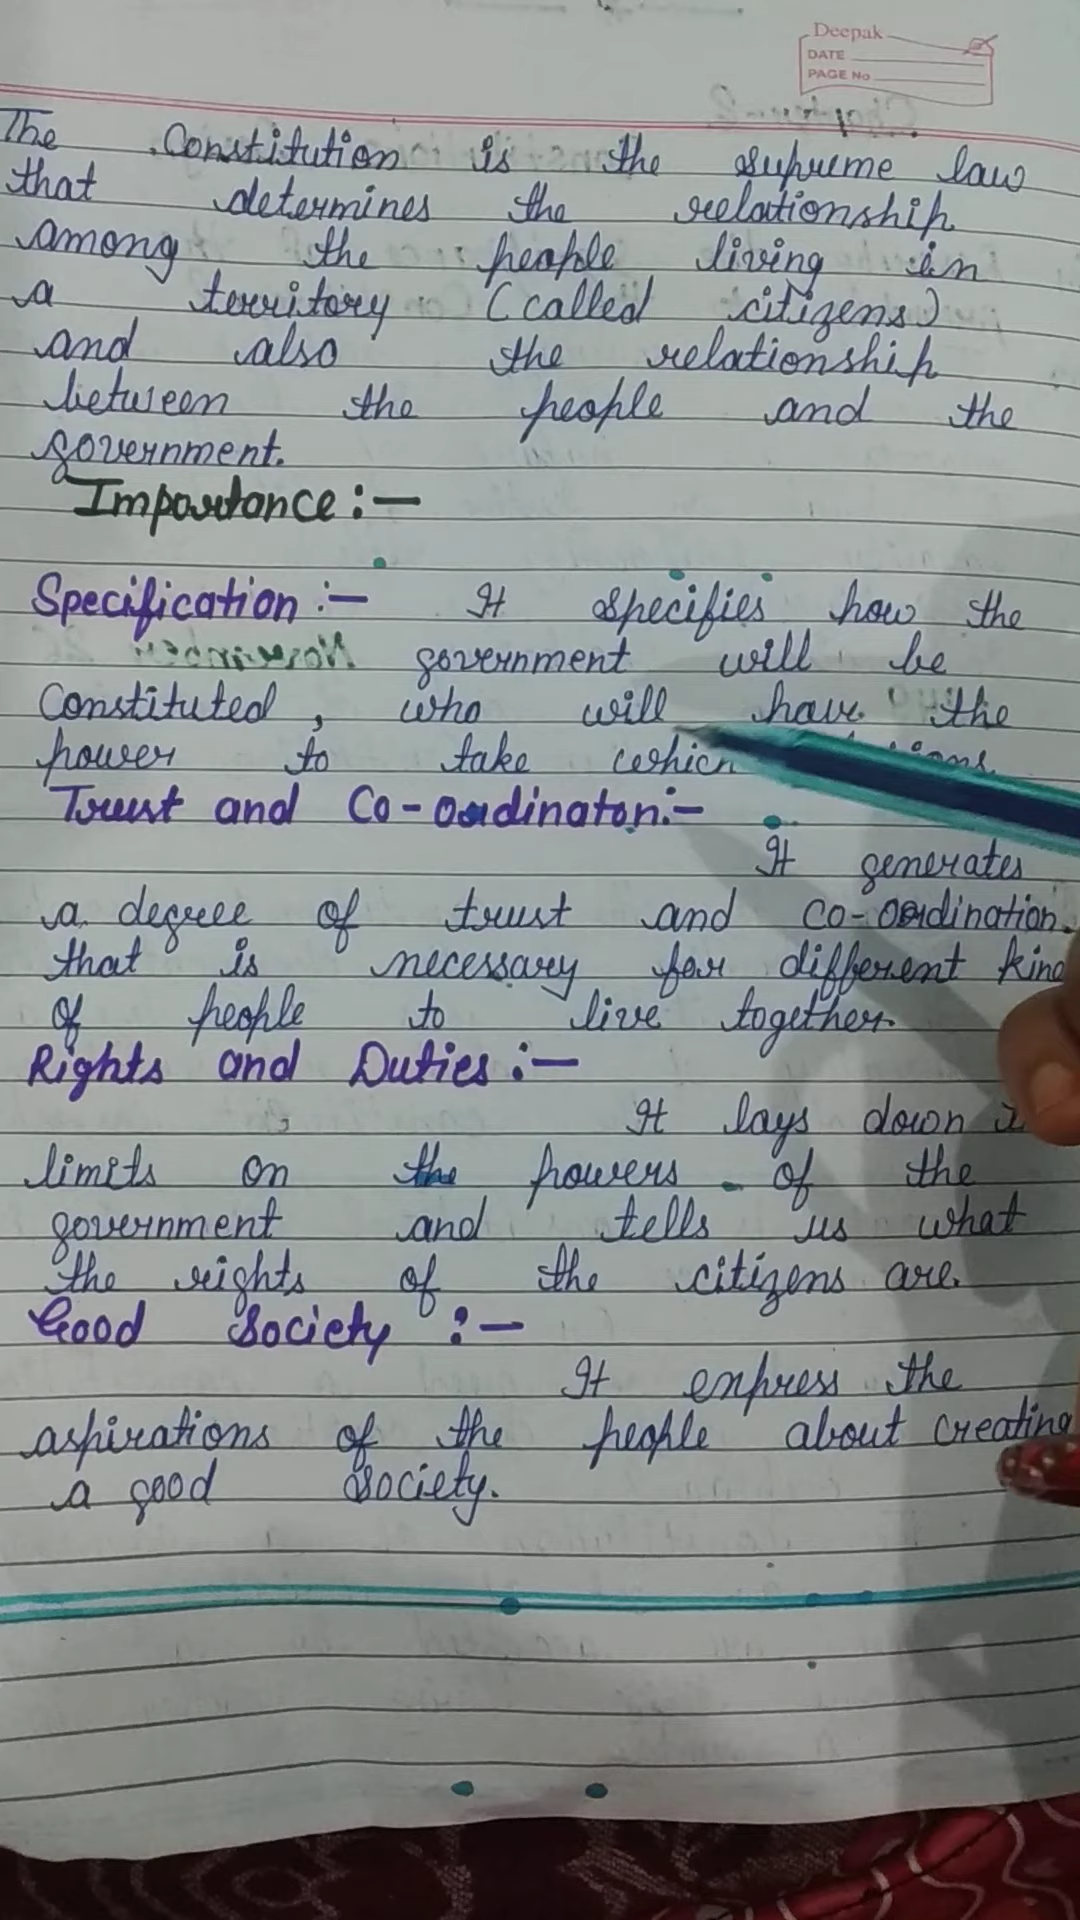 Deepak
DATE
PAGE No
The Constitution is the supreme law
that determines the relationship
among the people living in
a territory (called citizens)
and also the relationship
between the people and the
government.
Importance :-
Specification :- It specifies how the
government will be
Constituted, who will have the
power to take which
Trust and Co-ordinaton:-
It generates
a degree of trust and co-oordination
that is necessary for different kind
of people to live together.
Rights and Duties :-
It lays down
limits on the powers of the
government and tells us what
the rights of the citizens are.
Good Society :-
It express the
aspirations of the people about creating
a good society.